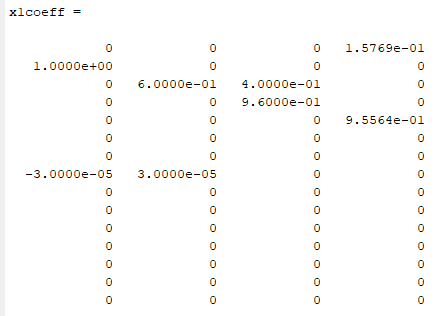 xlcoeff =
0 0 0 1.5769e-01
1.0000e+00 0 0 0
0 6.0000e-01 4.0000e-01 0
0 0 9.6000e-01 0
0 0 0 9.5564e-01
0 0 0 0
0 0 0 0
-3.0000e-05 3.0000e-05 0 0
0 0 0 0
0 0 0 0
0 0 0 0
0 0 0 0
0 0 0 0
0 0 0 0
0 0 0 0